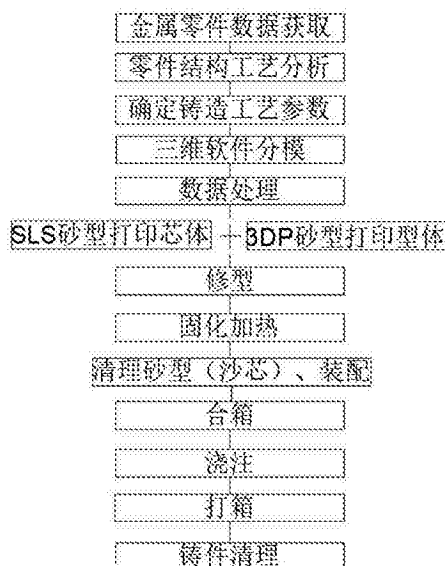 金属零件数据获取
零件结构工艺分析
确定铸造工艺参数
三维软件分模
数据处理
SLS砂型打印芯体 3DP砂型打印型体
修型
固化加热
清理砂型（沙芯）、装配
合箱
浇注
打箱
铸件清理